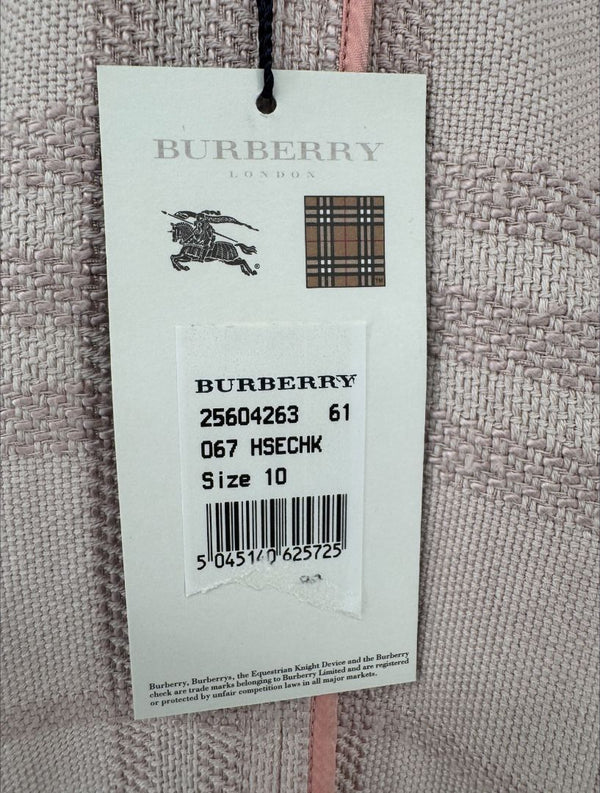 BURBERRY
LONDON
®
TM
BURBERRY
25604263 61
067 HSECHK
Size 10
5 045140 625725
Burberry, Burberrys, the Equestrian Knight Device and the Burberry
check are trade marks belonging to Burberry Limited and are registered
or protected by unfair competition laws in all major markets.